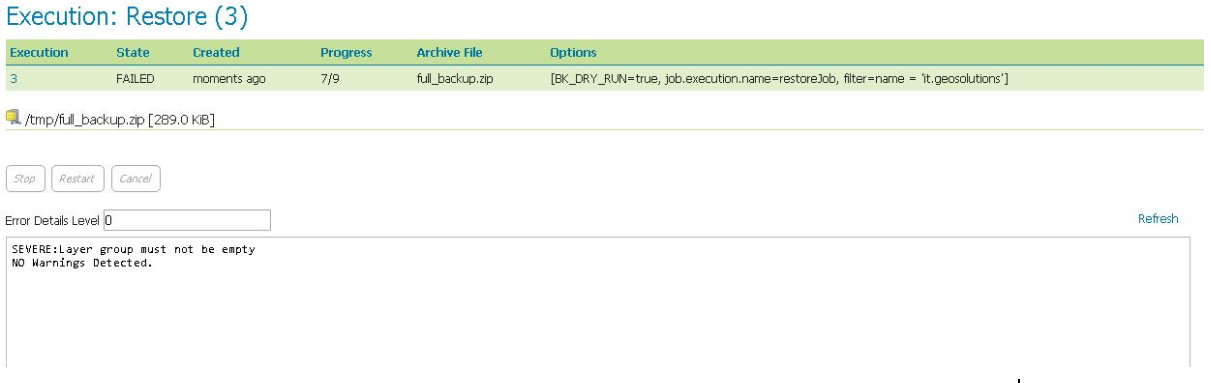 Execution: Restore (3)
Execution State Created Progress Archive File Options
3 FAILED moments ago 7/9 full_backup.zip [BK_DRY_RUN=true, job.execution.name=restoreJob, filter=name = 'it.geosolutions']
/tmp/full_backup.zip [289.0 KiB]
Stop Restart Cancel
Error Details Level 0 Refresh
SEVERE:Layer group must not be empty
NO Warnings Detected.